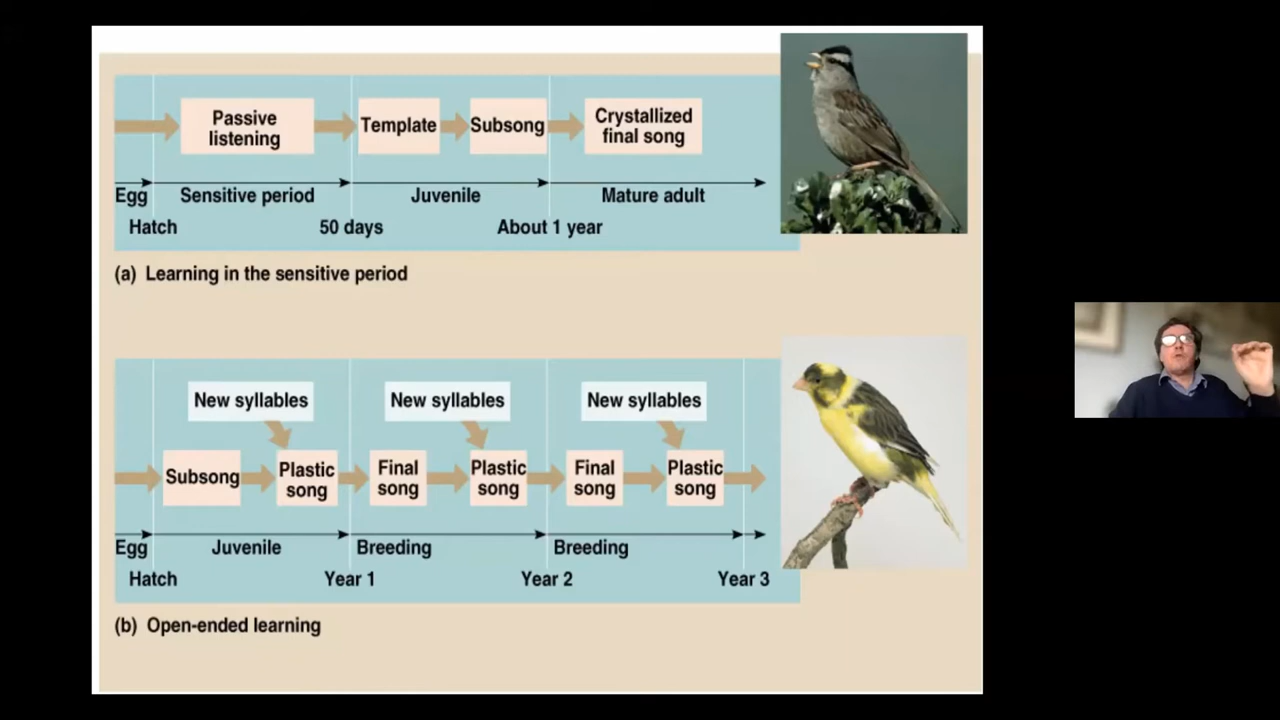 Passive
listening
Template
Subsong
Crystallized
final song
Egg
Sensitive period
Juvenile
Mature adult
Hatch
50 days
About 1 year
(a) Learning in the sensitive period
New syllables
New syllables
New syllables
Subsong
Plastic
song
Final
song
Plastic
song
Final
song
Plastic
song
Egg
Juvenile
Breeding
Breeding
Hatch
Year 1
Year 2
Year 3
(b) Open-ended learning